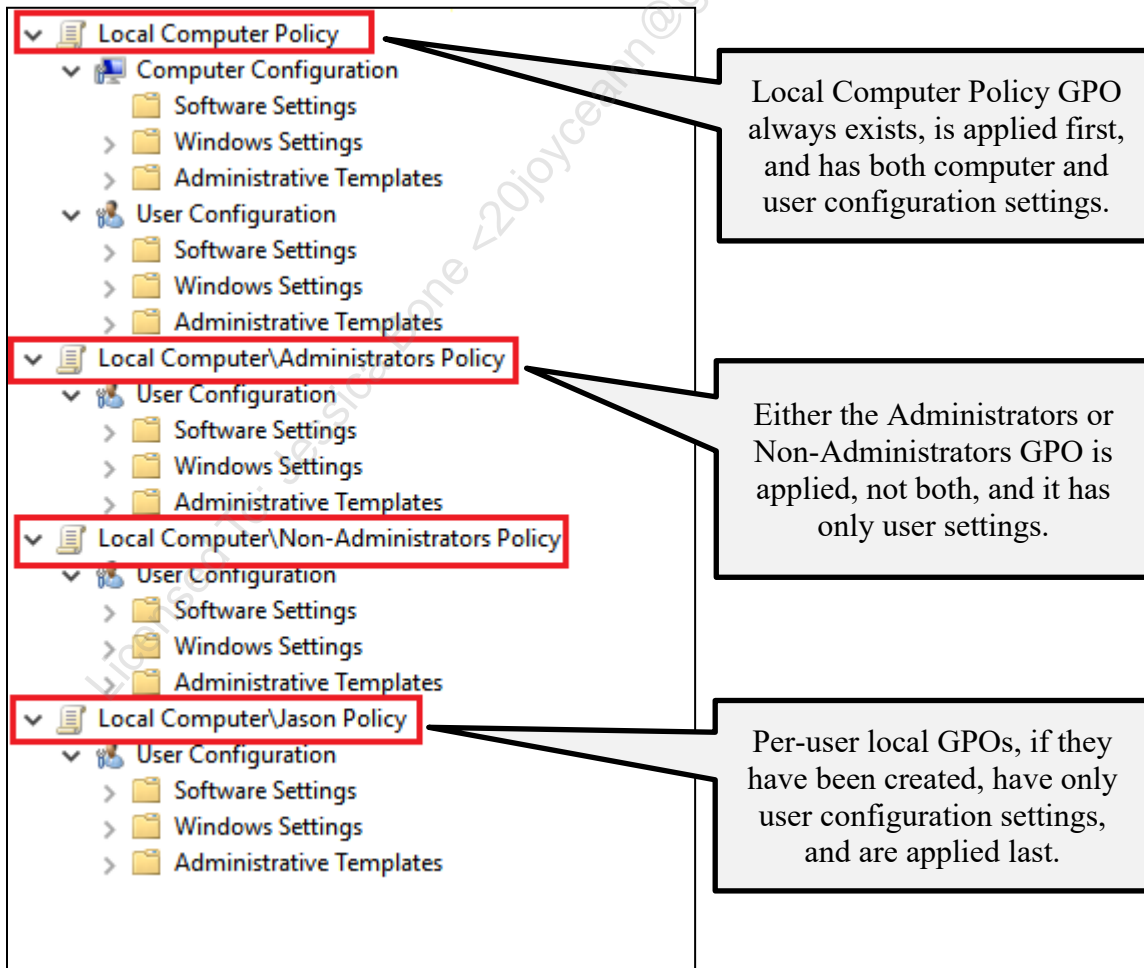 Local Computer Policy
Computer Configuration
Software Settings
Windows Settings
Administrative Templates
User Configuration
Software Settings
Windows Settings
Administrative Templates
Local Computer\Administrators Policy
User Configuration
Software Settings
Windows Settings
Administrative Templates
Local Computer\Non-Administrators Policy
User Configuration
Software Settings
Windows Settings
Administrative Templates
Local Computer\Jason Policy
User Configuration
Software Settings
Windows Settings
Administrative Templates
Local Computer Policy GPO
always exists, is applied first,
and has both computer and
user configuration settings.
Either the Administrators or
Non-Administrators GPO is
applied, not both, and it has
only user settings.
Per-user local GPOs, if they
have been created, have only
user configuration settings,
and are applied last.
Licensed To: Jessica Bone <20joyceann@